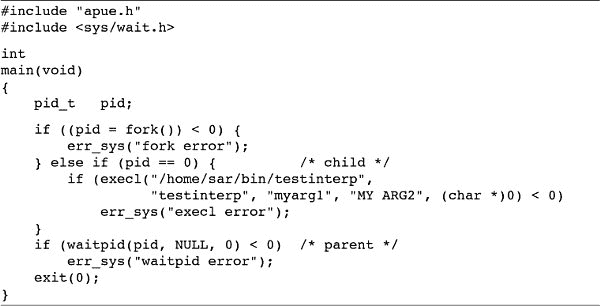 #include "apue.h"
#include <sys/wait.h>
int
main(void)
{
    pid_t   pid;
    if ((pid = fork()) < 0) {
        err_sys("fork error");
    } else if (pid == 0) {          /* child */
        if (execl("/home/sar/bin/testinterp",
                  "testinterp", "myarg1", "MY ARG2", (char *)0) < 0)
            err_sys("execl error");
    }
    if (waitpid(pid, NULL, 0) < 0)  /* parent */
        err_sys("waitpid error");
    exit(0);
}